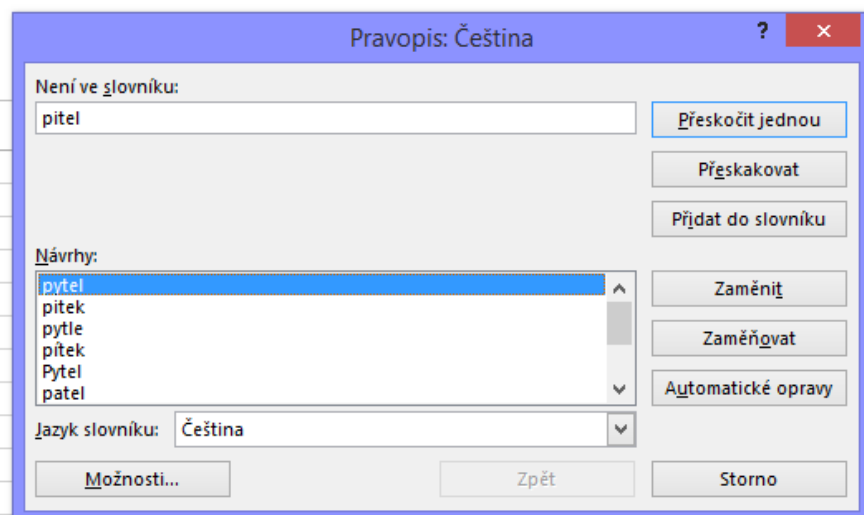 Pravopis: Čeština
?
×
Není ve slovníku:
pitel
Přeskočit jednou
Přeskakovat
Přidat do slovníku
Návrhy:
pytel
pitek
pytle
pítek
Pytel
patel
Zaměnit
Zaměňovat
Automatické opravy
Jazyk slovníku:
Čeština
Možnosti...
Zpět
Storno